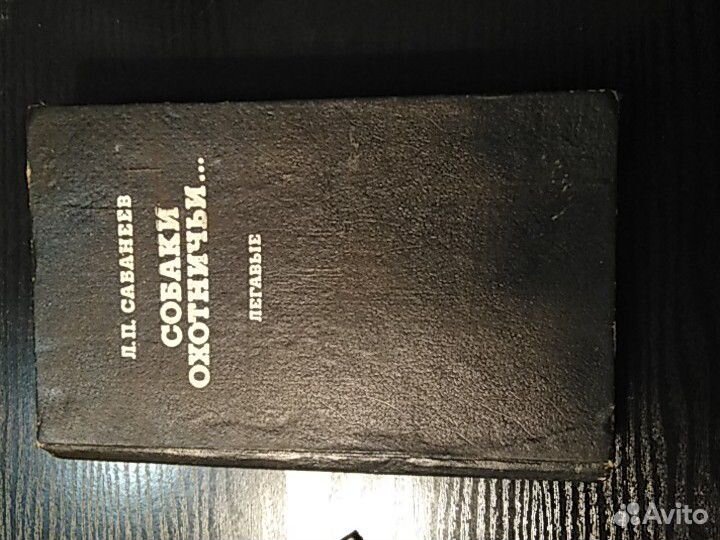 Л.П. САБАНЕЕВ
СОБАКИ
ОХОТНИЧЬИ...
ЛЕГАВЫЕ
Avito